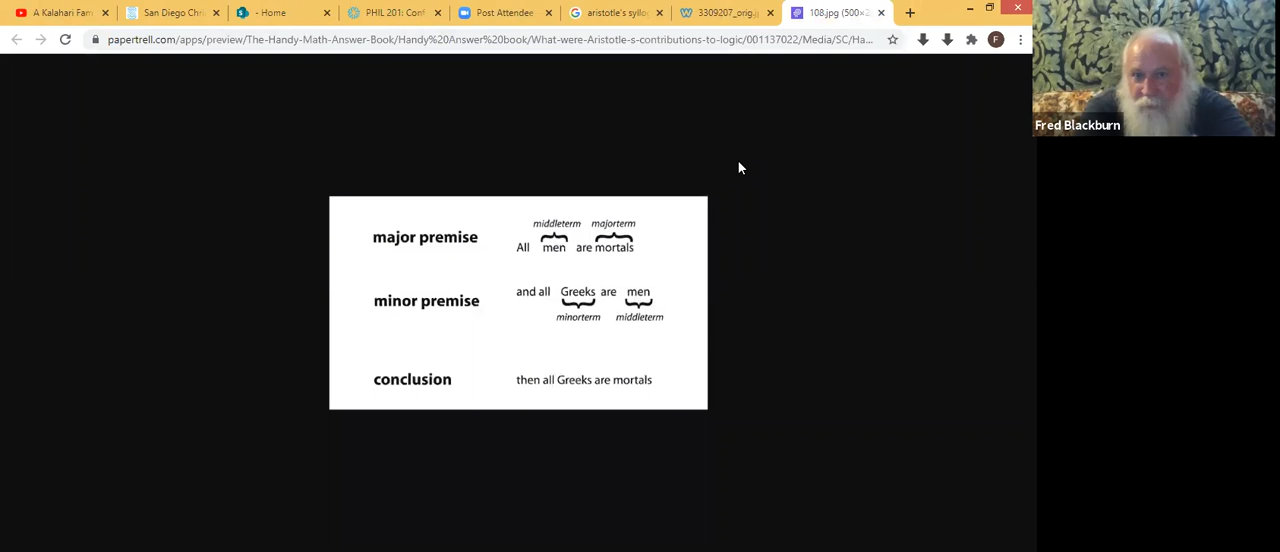 A Kalahari Fam
San Diego Chri
- Home
PHIL 201: Conf
Post Attendee
aristotle's syllog
3309207_orig.j
108.jpg (500×2
papertrell.com/apps/preview/The-Handy-Math-Answer-Book/Handy%20Answer%20book/What-were-Aristotle-s-contributions-to-logic/001137022/Media/SC/Ha...
F
Fred Blackburn
middleterm majorterm
major premise All men are mortals
minor premise and all Greeks are men
minorterm middleterm
conclusion then all Greeks are mortals